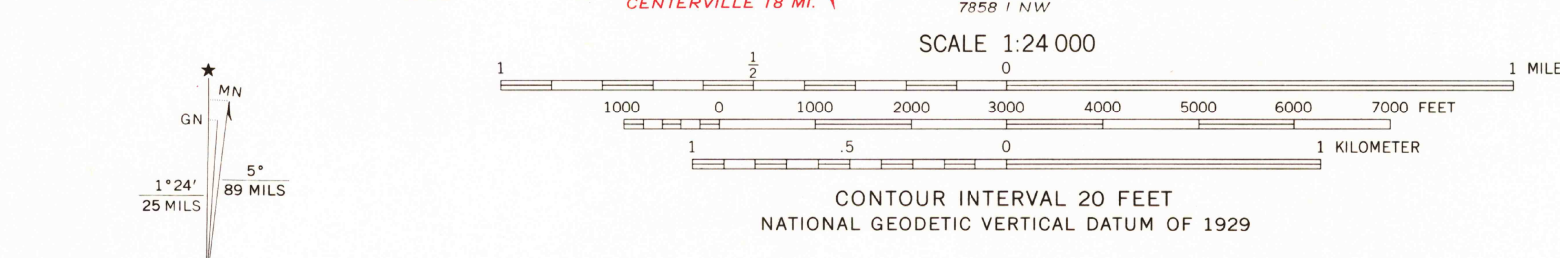 CENTERVILLE 18 MI.
7858 I NW
SCALE 1:24 000
1 1/2 0 1 MILE
1000 0 1000 2000 3000 4000 5000 6000 7000 FEET
1 .5 0 1 KILOMETER
CONTOUR INTERVAL 20 FEET
NATIONAL GEODETIC VERTICAL DATUM OF 1929
★
MN
GN
5°
89 MILS
1°24′
25 MILS